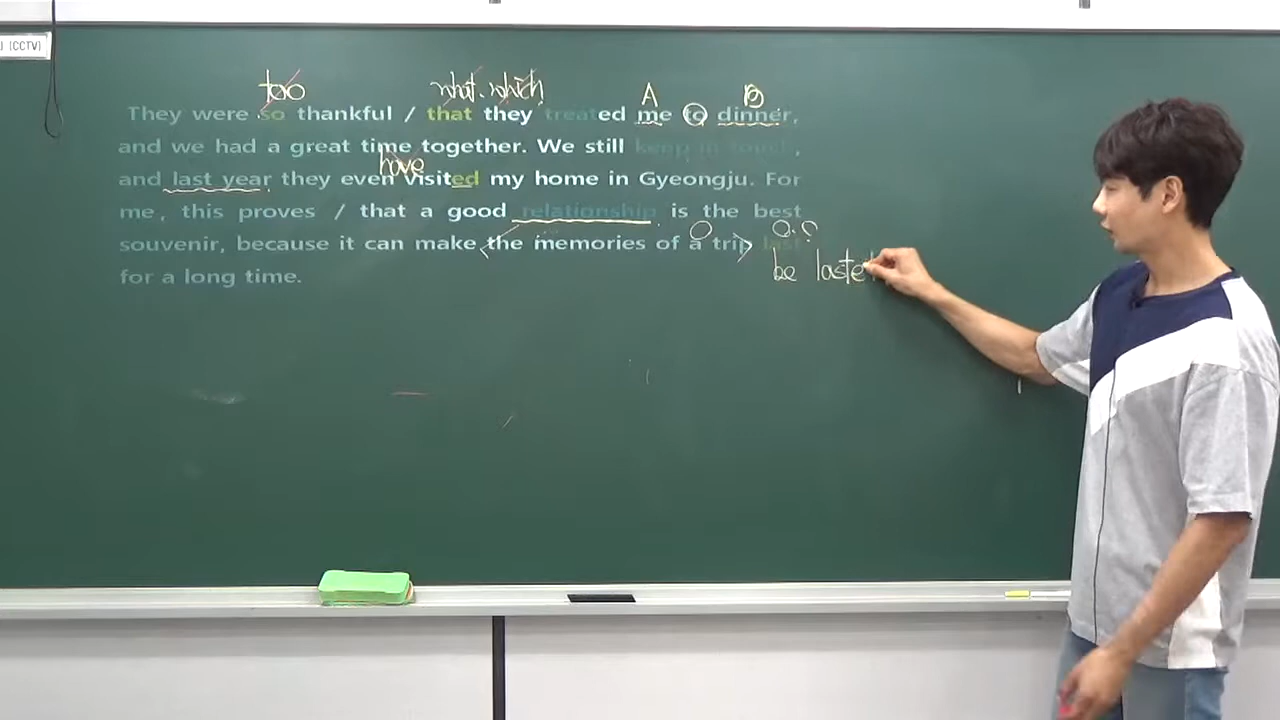 (CCTV)
too what. which A B
They were so thankful / that they treated me to dinner,
and we had a great time together. We still keep in touch,
have
and last year they even visited my home in Gyeongju. For
me, this proves / that a good relationship is the best
O O.C
souvenir, because it can make the memories of a trip last
be laste
for a long time.